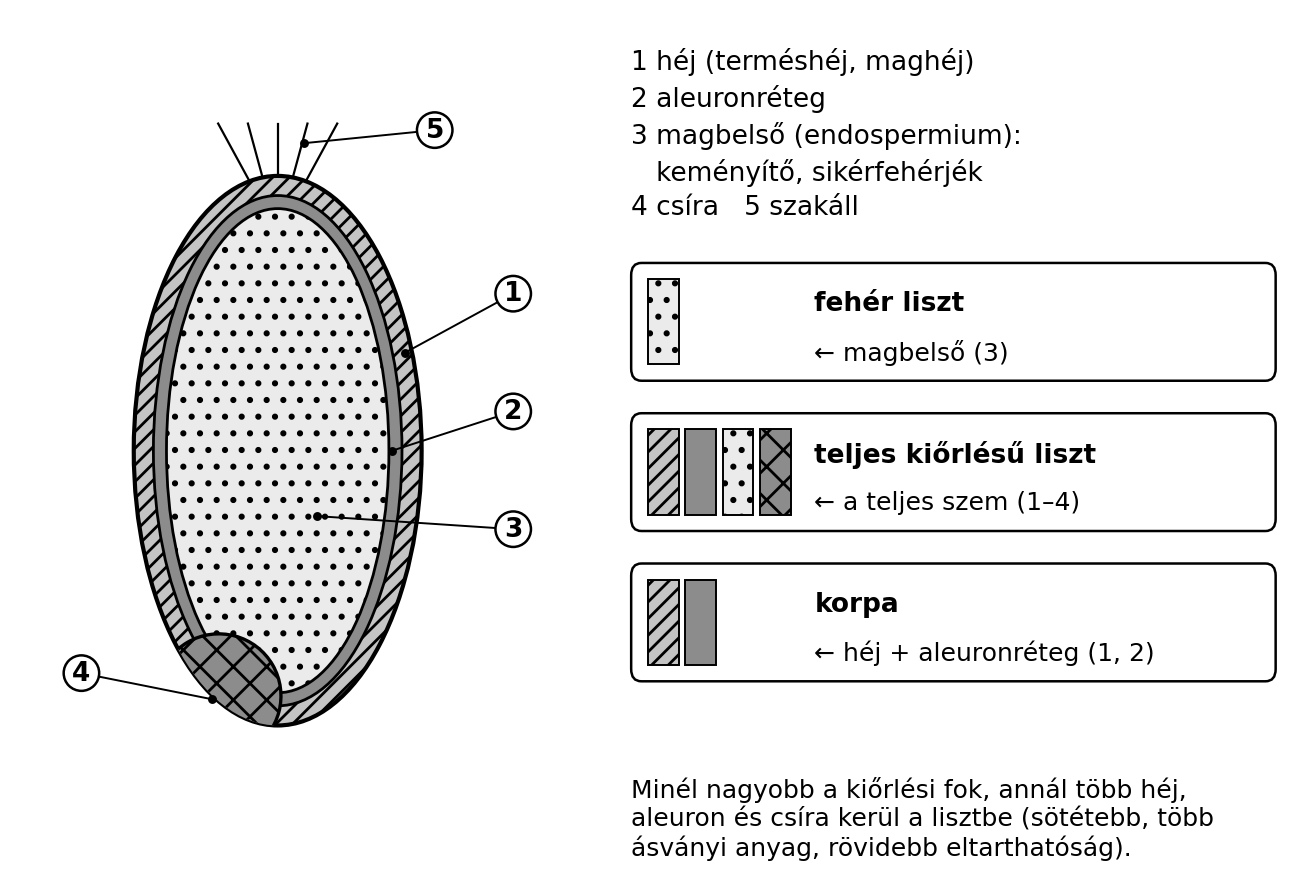 5
1
2
3
4
1 héj (terméshéj, maghéj)
2 aleuronréteg
3 magbelső (endospermium):
keményítő, sikérfehérjék
4 csíra   5 szakáll
fehér liszt
← magbelső (3)
teljes kiőrlésű liszt
← a teljes szem (1–4)
korpa
← héj + aleuronréteg (1, 2)
Minél nagyobb a kiőrlési fok, annál több héj,
aleuron és csíra kerül a lisztbe (sötétebb, több
ásványi anyag, rövidebb eltarthatóság).